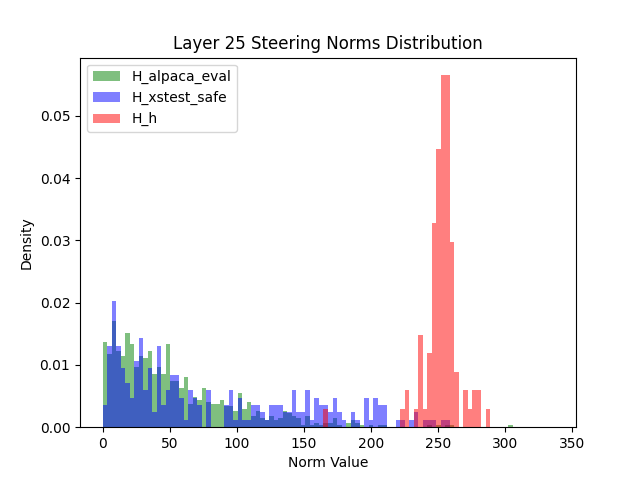 Layer 25 Steering Norms Distribution
H_alpaca_eval
H_xstest_safe
H_h
Density
0.05
0.04
0.03
0.02
0.01
0.00
0 50 100 150 200 250 300 350
Norm Value